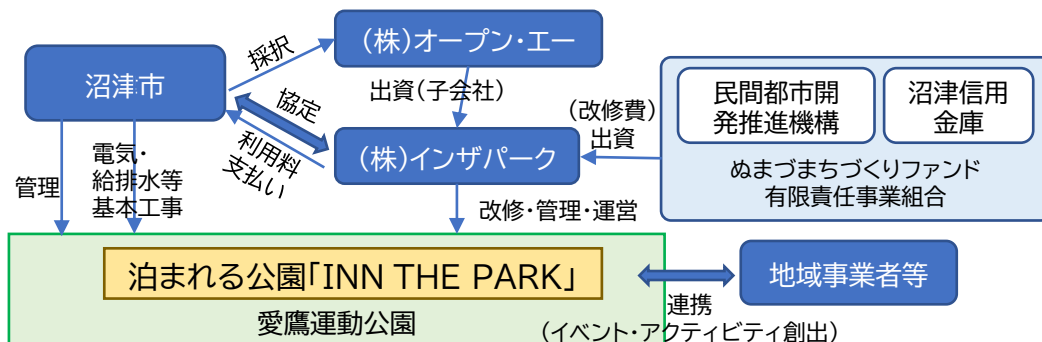 採択
(株)オープン・エー
沼津市
出資(子会社)
民間都市開
発推進機構
沼津信用
金庫
協定
(改修費)
出資
利用料
支払い
(株)インザパーク
ぬまづまちづくりファンド
有限責任事業組合
管理
電気・
給排水等
基本工事
改修・管理・運営
泊まれる公園「INN THE PARK」
愛鷹運動公園
地域事業者等
連携
(イベント・アクティビティ創出)